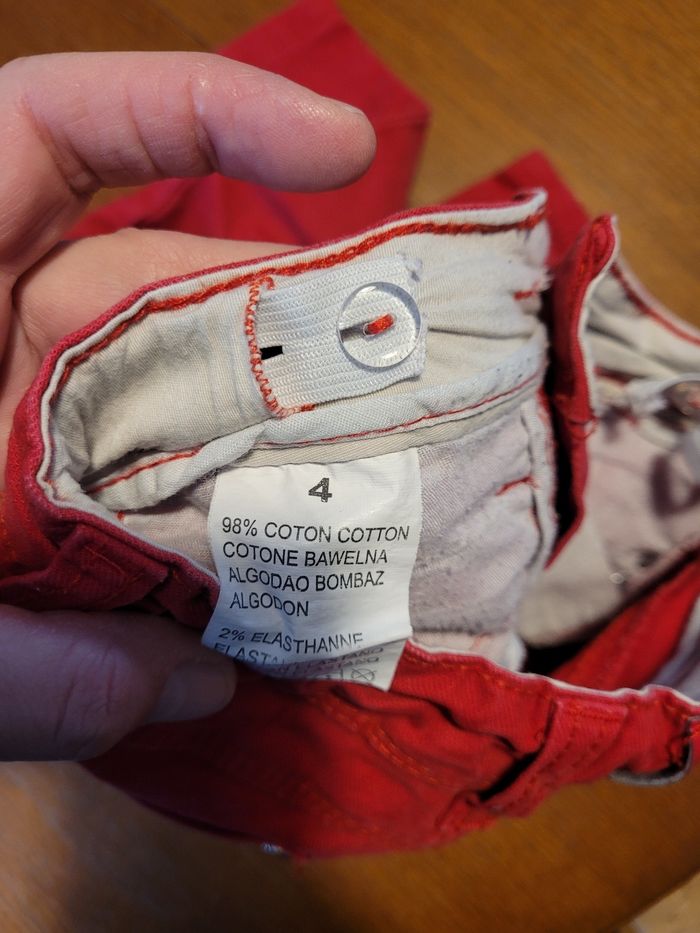 4
98% COTON COTTON
COTONE BAWELNA
ALGODAO BOMBAZ
ALGODON
2% ELASTHANNE